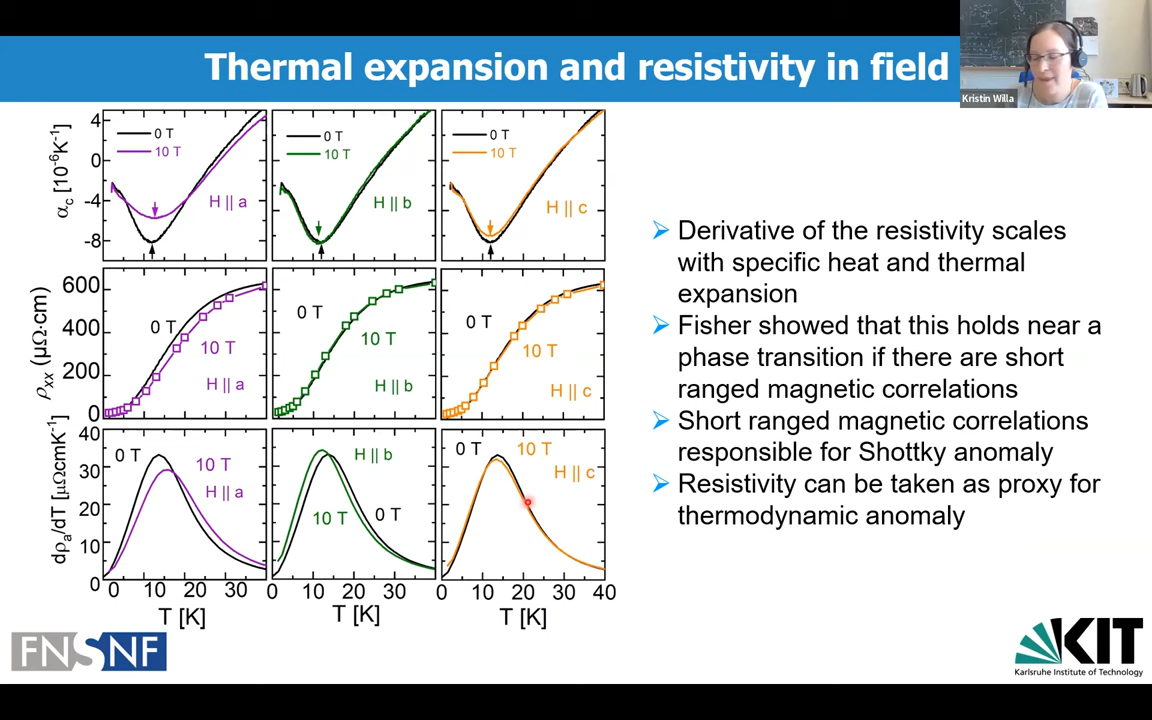 Thermal expansion and resistivity in field
Kristin Willa
α_c [10⁻⁶K⁻¹]
4
0
-4
-8
0 T
10 T
H || a
0 T
10 T
H || b
0 T
10 T
H || c
ρ_xx (μΩ·cm)
600
400
200
0
0 T
10 T
H || a
0 T
10 T
H || b
0 T
10 T
H || c
dρ_a/dT [μΩcmK⁻¹]
40
30
20
10
0
0 T
10 T
H || a
H || b
10 T
0 T
0 T
10 T
H || c
0 10 20 30
0 10 20 30
0 10 20 30 40
T [K]
T [K]
T [K]
Derivative of the resistivity scales
with specific heat and thermal
expansion
Fisher showed that this holds near a
phase transition if there are short
ranged magnetic correlations
Short ranged magnetic correlations
responsible for Shottky anomaly
Resistivity can be taken as proxy for
thermodynamic anomaly
FNSNF
KIT
Karlsruhe Institute of Technology